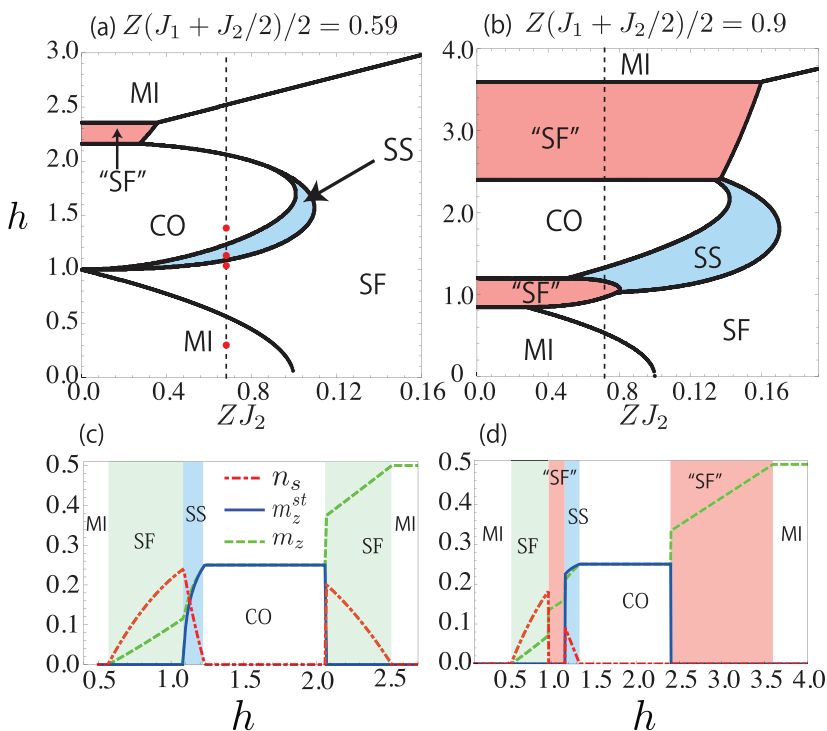 (a) Z(J₁ + J₂/2)/2 = 0.59
3.0
2.5
2.0
1.5
1.0
0.5
0.0
h
MI
"SF"
SS
CO
SF
MI
0.0 0.4 0.8 0.12 0.16
ZJ₂
(b) Z(J₁ + J₂/2)/2 = 0.9
4.0
3.0
2.0
1.0
0
MI
"SF"
CO
SS
"SF"
SF
MI
0.0 0.4 0.8 0.12 0.16
ZJ₂
(c)
0.5
0.4
0.3
0.2
0.1
0.0
MI
SF
SS
n_s
m_z^{st}
m_z
CO
SF
MI
0.5 1.0 1.5 2.0 2.5
h
(d)
0.5
0.4
0.3
0.2
0.1
0.0
MI
SF
"SF"
SS
CO
"SF"
MI
0.5 1.0 1.5 2.0 2.5 3.0 3.5 4.0
h